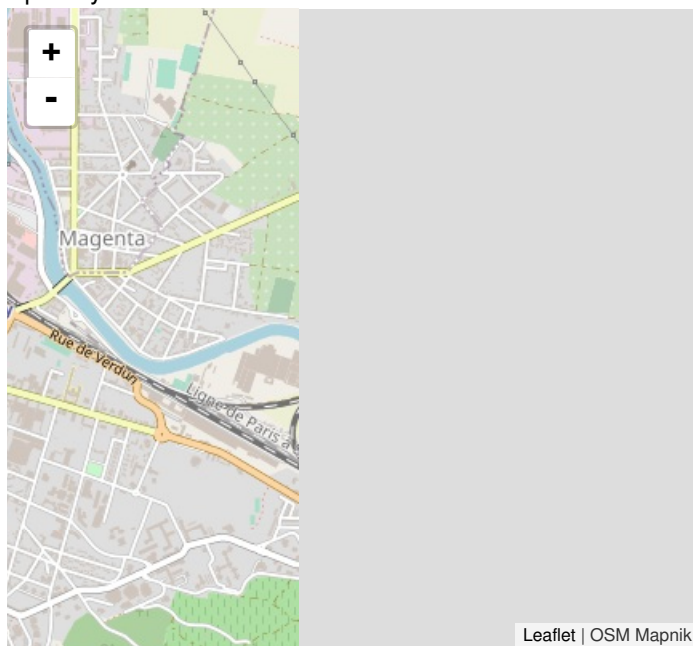 +
-
Magenta
Rue de Verdun
Ligne de Paris à
Leaflet | OSM Mapnik